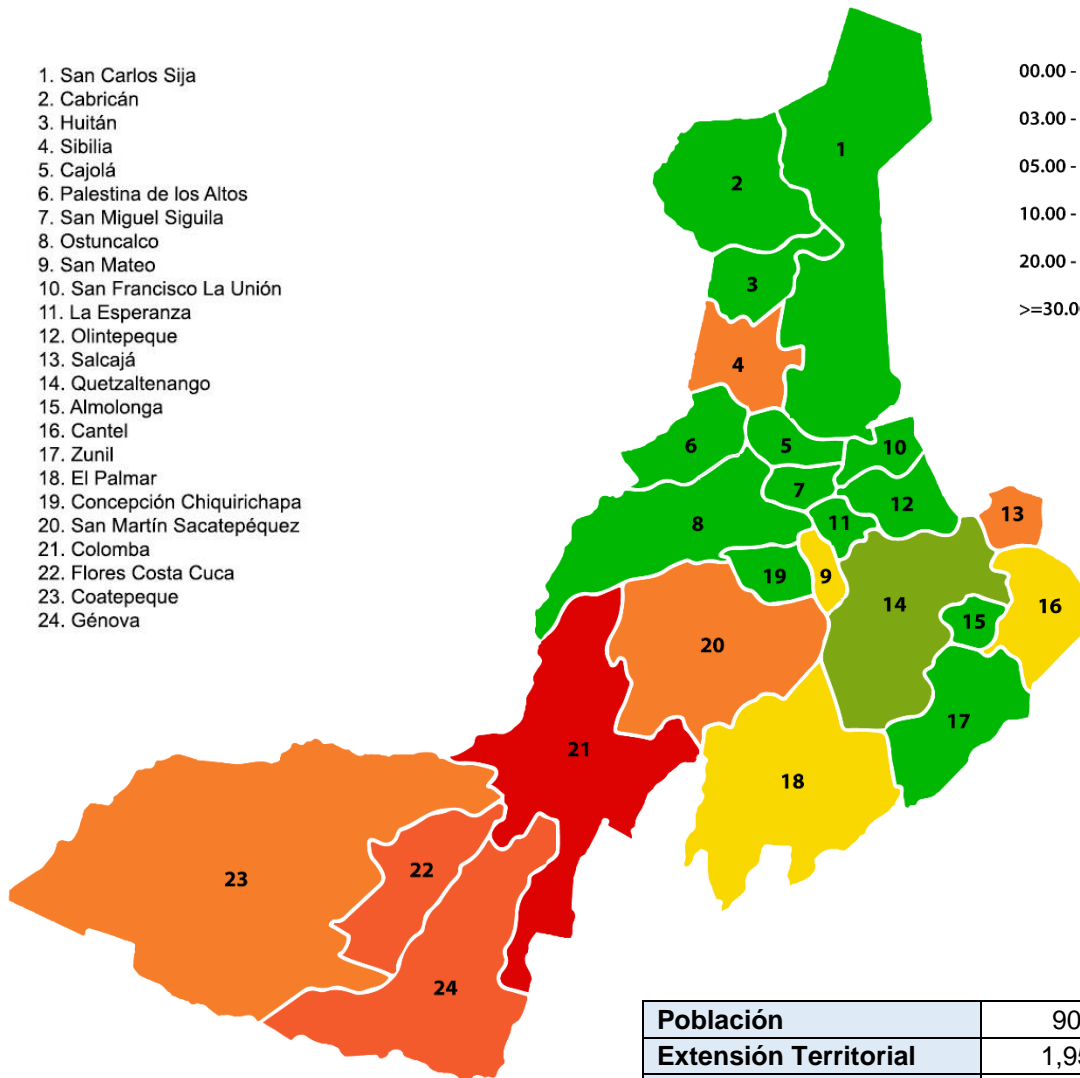 1. San Carlos Sija
2. Cabricán
3. Huitán
4. Sibilia
5. Cajolá
6. Palestina de los Altos
7. San Miguel Siguila
8. Ostuncalco
9. San Mateo
10. San Francisco La Unión
11. La Esperanza
12. Olintepeque
13. Salcajá
14. Quetzaltenango
15. Almolonga
16. Cantel
17. Zunil
18. El Palmar
19. Concepción Chiquirichapa
20. San Martín Sacatepéquez
21. Colomba
22. Flores Costa Cuca
23. Coatepeque
24. Génova
00.00 -
03.00 -
05.00 -
10.00 -
20.00 -
>=30.0
1
2
3
4
5
6
10
7
12
8
11
13
19
9
14
16
15
20
17
21
18
22
23
24
Población 90
Extensión Territorial 1,95